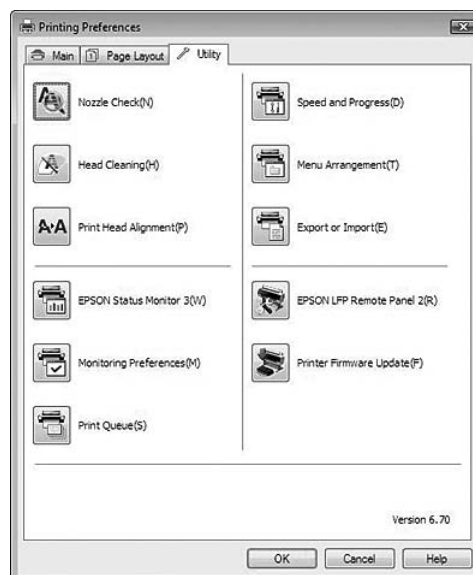 Printing Preferences
Main
Page Layout
Utility
Nozzle Check(N)
Speed and Progress(D)
Head Cleaning(H)
Menu Arrangement(T)
Print Head Alignment(P)
Export or Import(E)
EPSON Status Monitor 3(W)
EPSON LFP Remote Panel 2(R)
Monitoring Preferences(M)
Printer Firmware Update(F)
Print Queue(S)
Version 6.70
OK
Cancel
Help